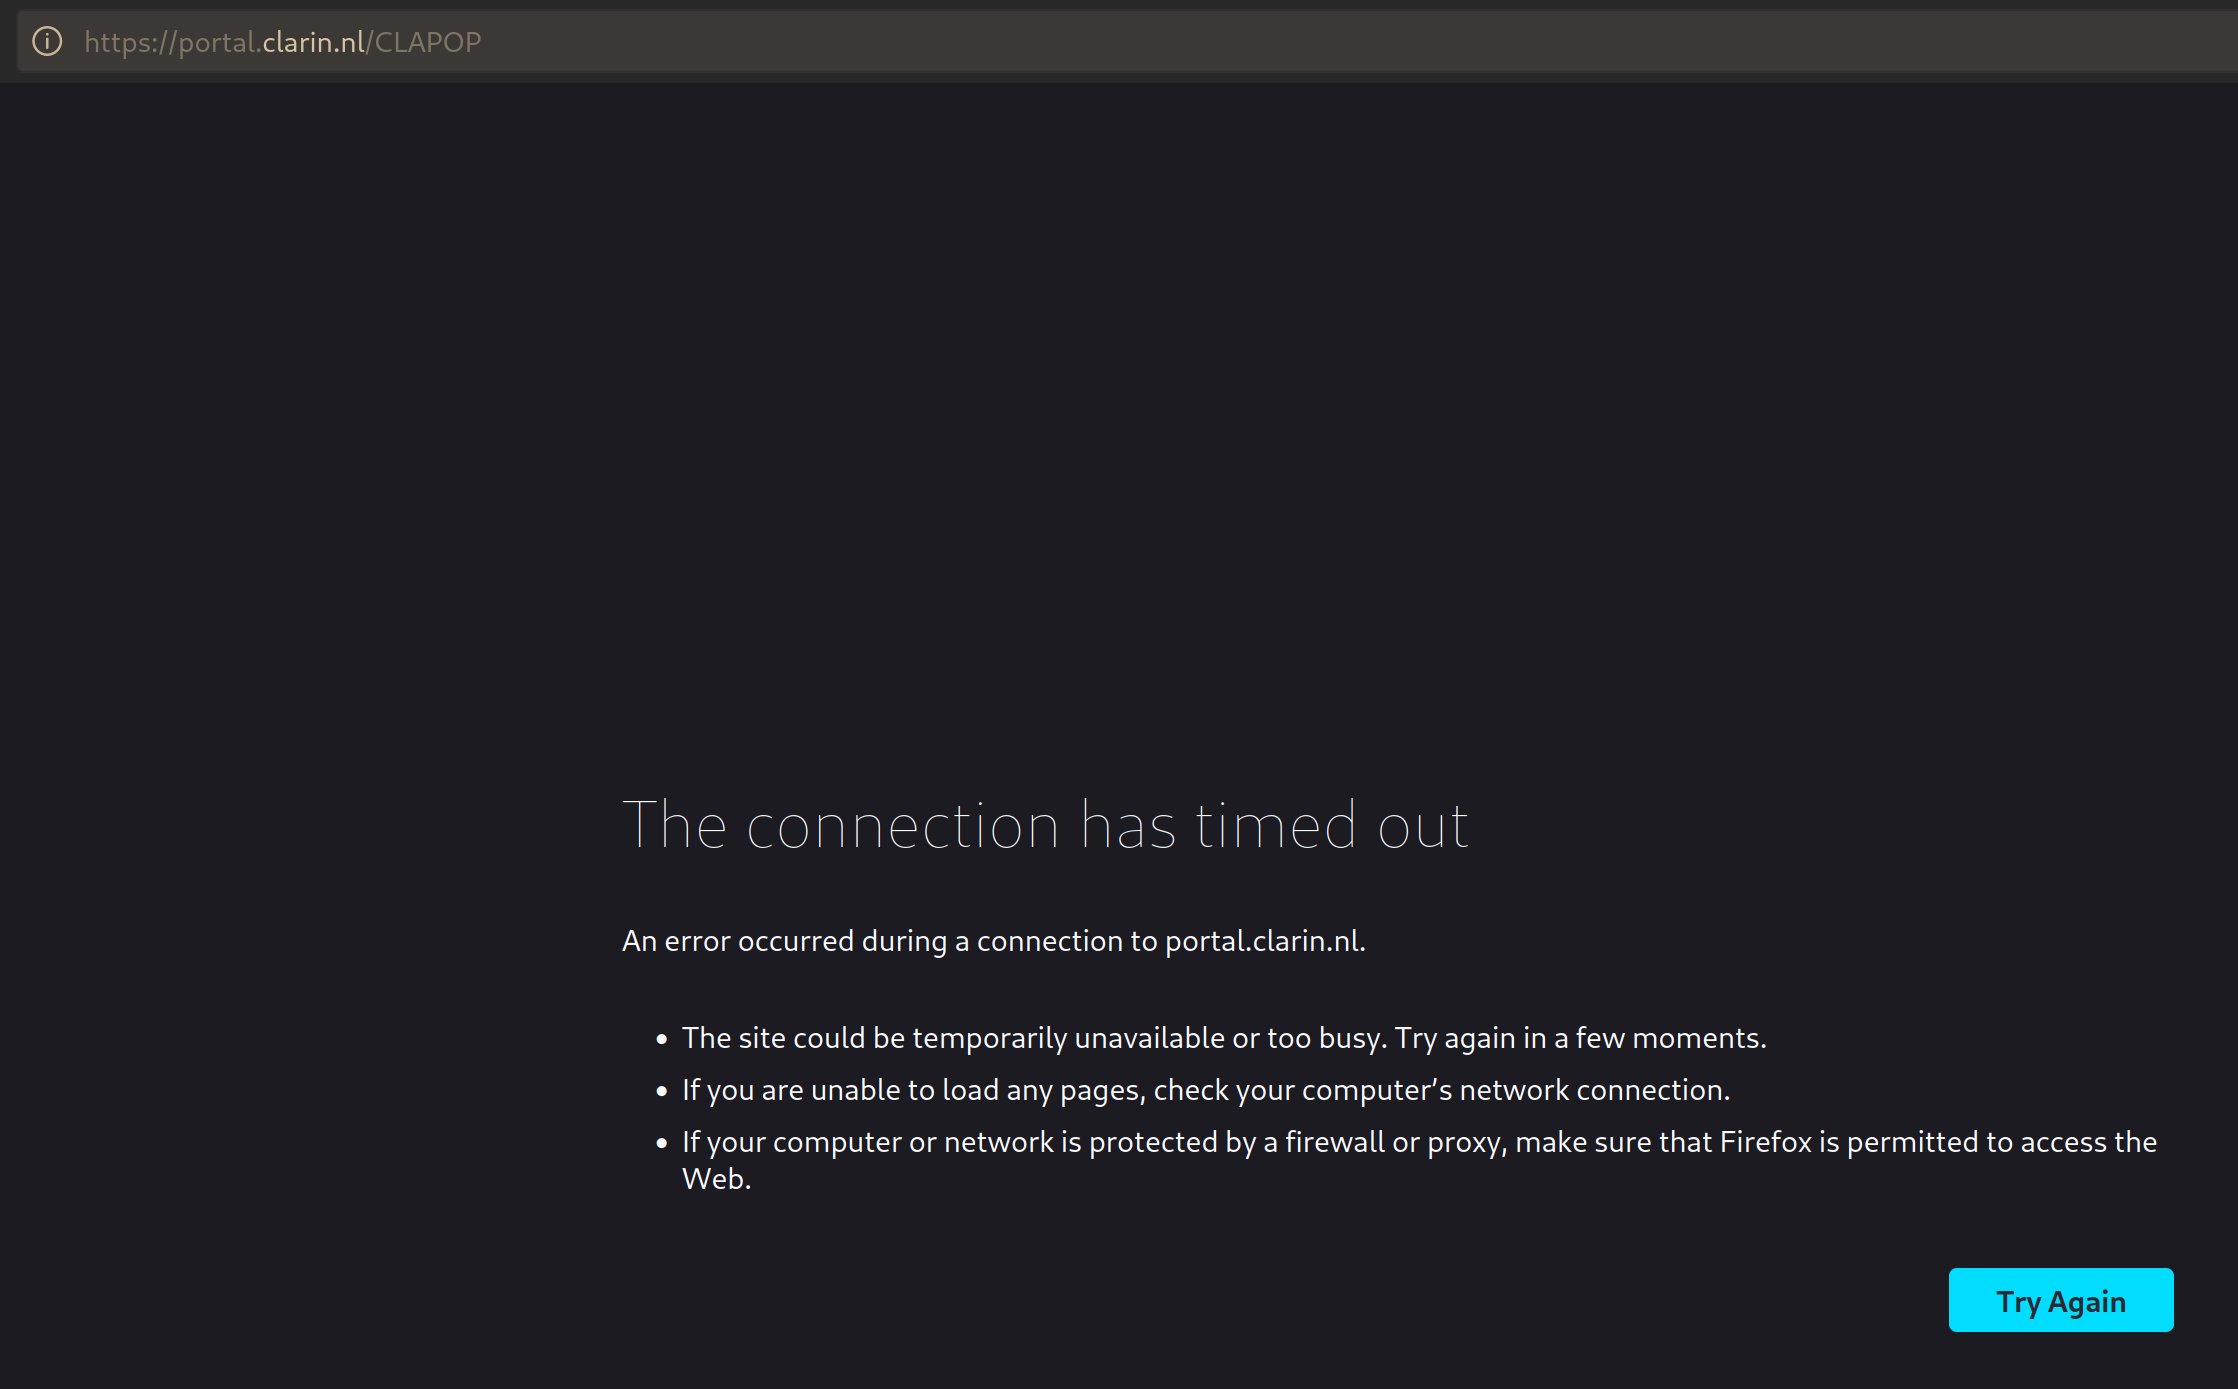 https://portal.clarin.nl/CLAPOP
The connection has timed out
An error occurred during a connection to portal.clarin.nl.
• The site could be temporarily unavailable or too busy. Try again in a few moments.
• If you are unable to load any pages, check your computer’s network connection.
• If your computer or network is protected by a firewall or proxy, make sure that Firefox is permitted to access the
Web.
Try Again